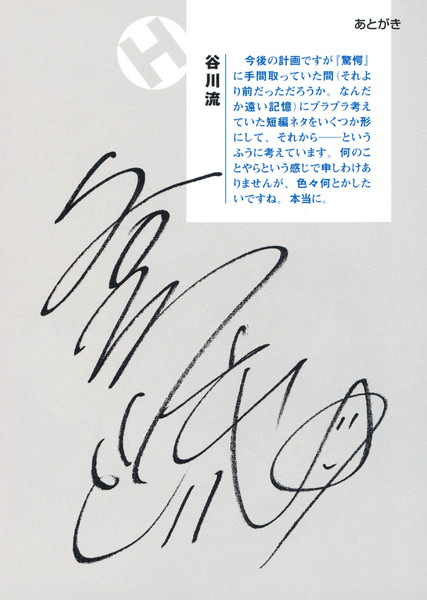 あとがき
H
谷川流
今後の計画ですが『驚愕』
に手間取っていた間(それよ
り前だっただろうか。なんだ
か遠い記憶)にブラブラ考え
ていた短編ネタをいくつか形
にして、それから――という
ふうに考えています。何のこ
とやらという感じで申しわけあ
りませんが、色々何とかした
いですね。本当に。
谷川流